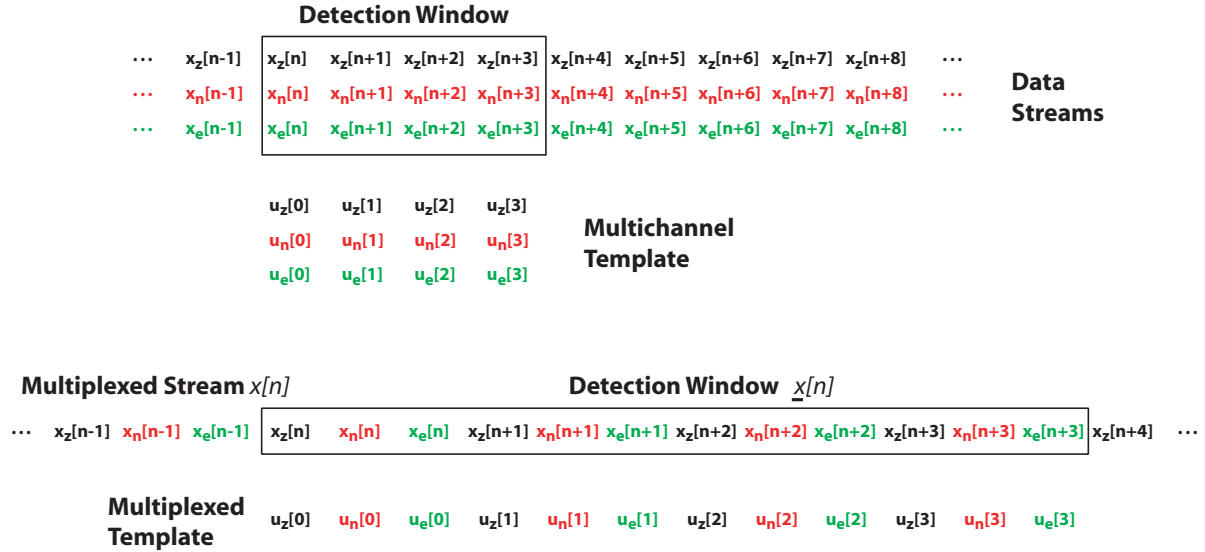 Detection Window
... x_z[n-1] x_z[n] x_z[n+1] x_z[n+2] x_z[n+3] x_z[n+4] x_z[n+5] x_z[n+6] x_z[n+7] x_z[n+8] ...
... x_n[n-1] x_n[n] x_n[n+1] x_n[n+2] x_n[n+3] x_n[n+4] x_n[n+5] x_n[n+6] x_n[n+7] x_n[n+8] ...
... x_e[n-1] x_e[n] x_e[n+1] x_e[n+2] x_e[n+3] x_e[n+4] x_e[n+5] x_e[n+6] x_e[n+7] x_e[n+8] ...
Data
Streams
u_z[0] u_z[1] u_z[2] u_z[3]
u_n[0] u_n[1] u_n[2] u_n[3]
u_e[0] u_e[1] u_e[2] u_e[3]
Multichannel
Template
Multiplexed Stream x[n]
Detection Window x[n]
... x_z[n-1] x_n[n-1] x_e[n-1] x_z[n] x_n[n] x_e[n] x_z[n+1] x_n[n+1] x_e[n+1] x_z[n+2] x_n[n+2] x_e[n+2] x_z[n+3] x_n[n+3] x_e[n+3] x_z[n+4] ...
Multiplexed
Template
u_z[0] u_n[0] u_e[0] u_z[1] u_n[1] u_e[1] u_z[2] u_n[2] u_e[2] u_z[3] u_n[3] u_e[3]